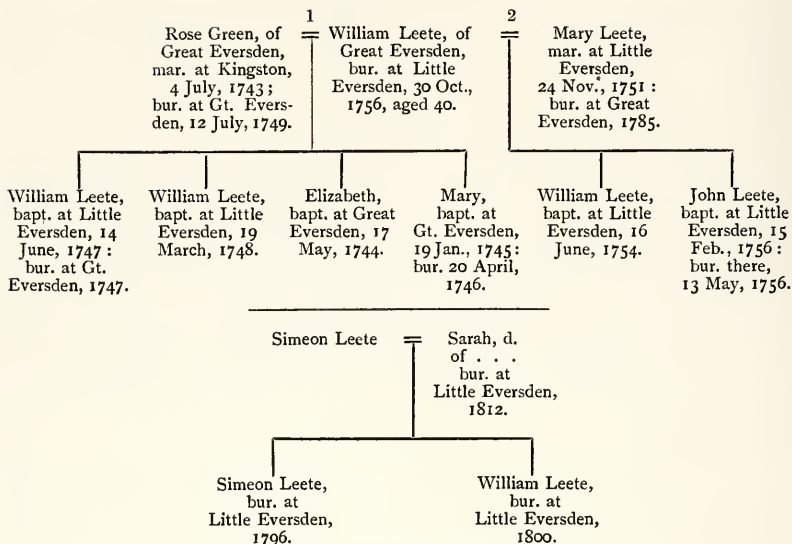 1
2
Rose Green, of
Great Eversden,
mar. at Kingston,
4 July, 1743;
bur. at Gt. Evers-
den, 12 July, 1749.
=
William Leete, of
Great Eversden,
bur. at Little
Eversden, 30 Oct.,
1756, aged 40.
=
Mary Leete,
mar. at Little
Eversden,
24 Nov., 1751 :
bur. at Great
Eversden, 1785.
William Leete,
bapt. at Little
Eversden, 14
June, 1747 :
bur. at Gt.
Eversden, 1747.
William Leete,
bapt. at Little
Eversden, 19
March, 1748.
Elizabeth,
bapt. at Great
Eversden, 17
May, 1744.
Mary,
bapt. at
Gt. Eversden,
19 Jan., 1745:
bur. 20 April,
1746.
William Leete,
bapt. at Little
Eversden, 16
June, 1754.
John Leete,
bapt. at Little
Eversden, 15
Feb., 1756 :
bur. there,
13 May, 1756.
Simeon Leete
=
Sarah, d.
of . . .
bur. at
Little Eversden,
1812.
Simeon Leete,
bur. at
Little Eversden,
1796.
William Leete,
bur. at
Little Eversden,
1800.